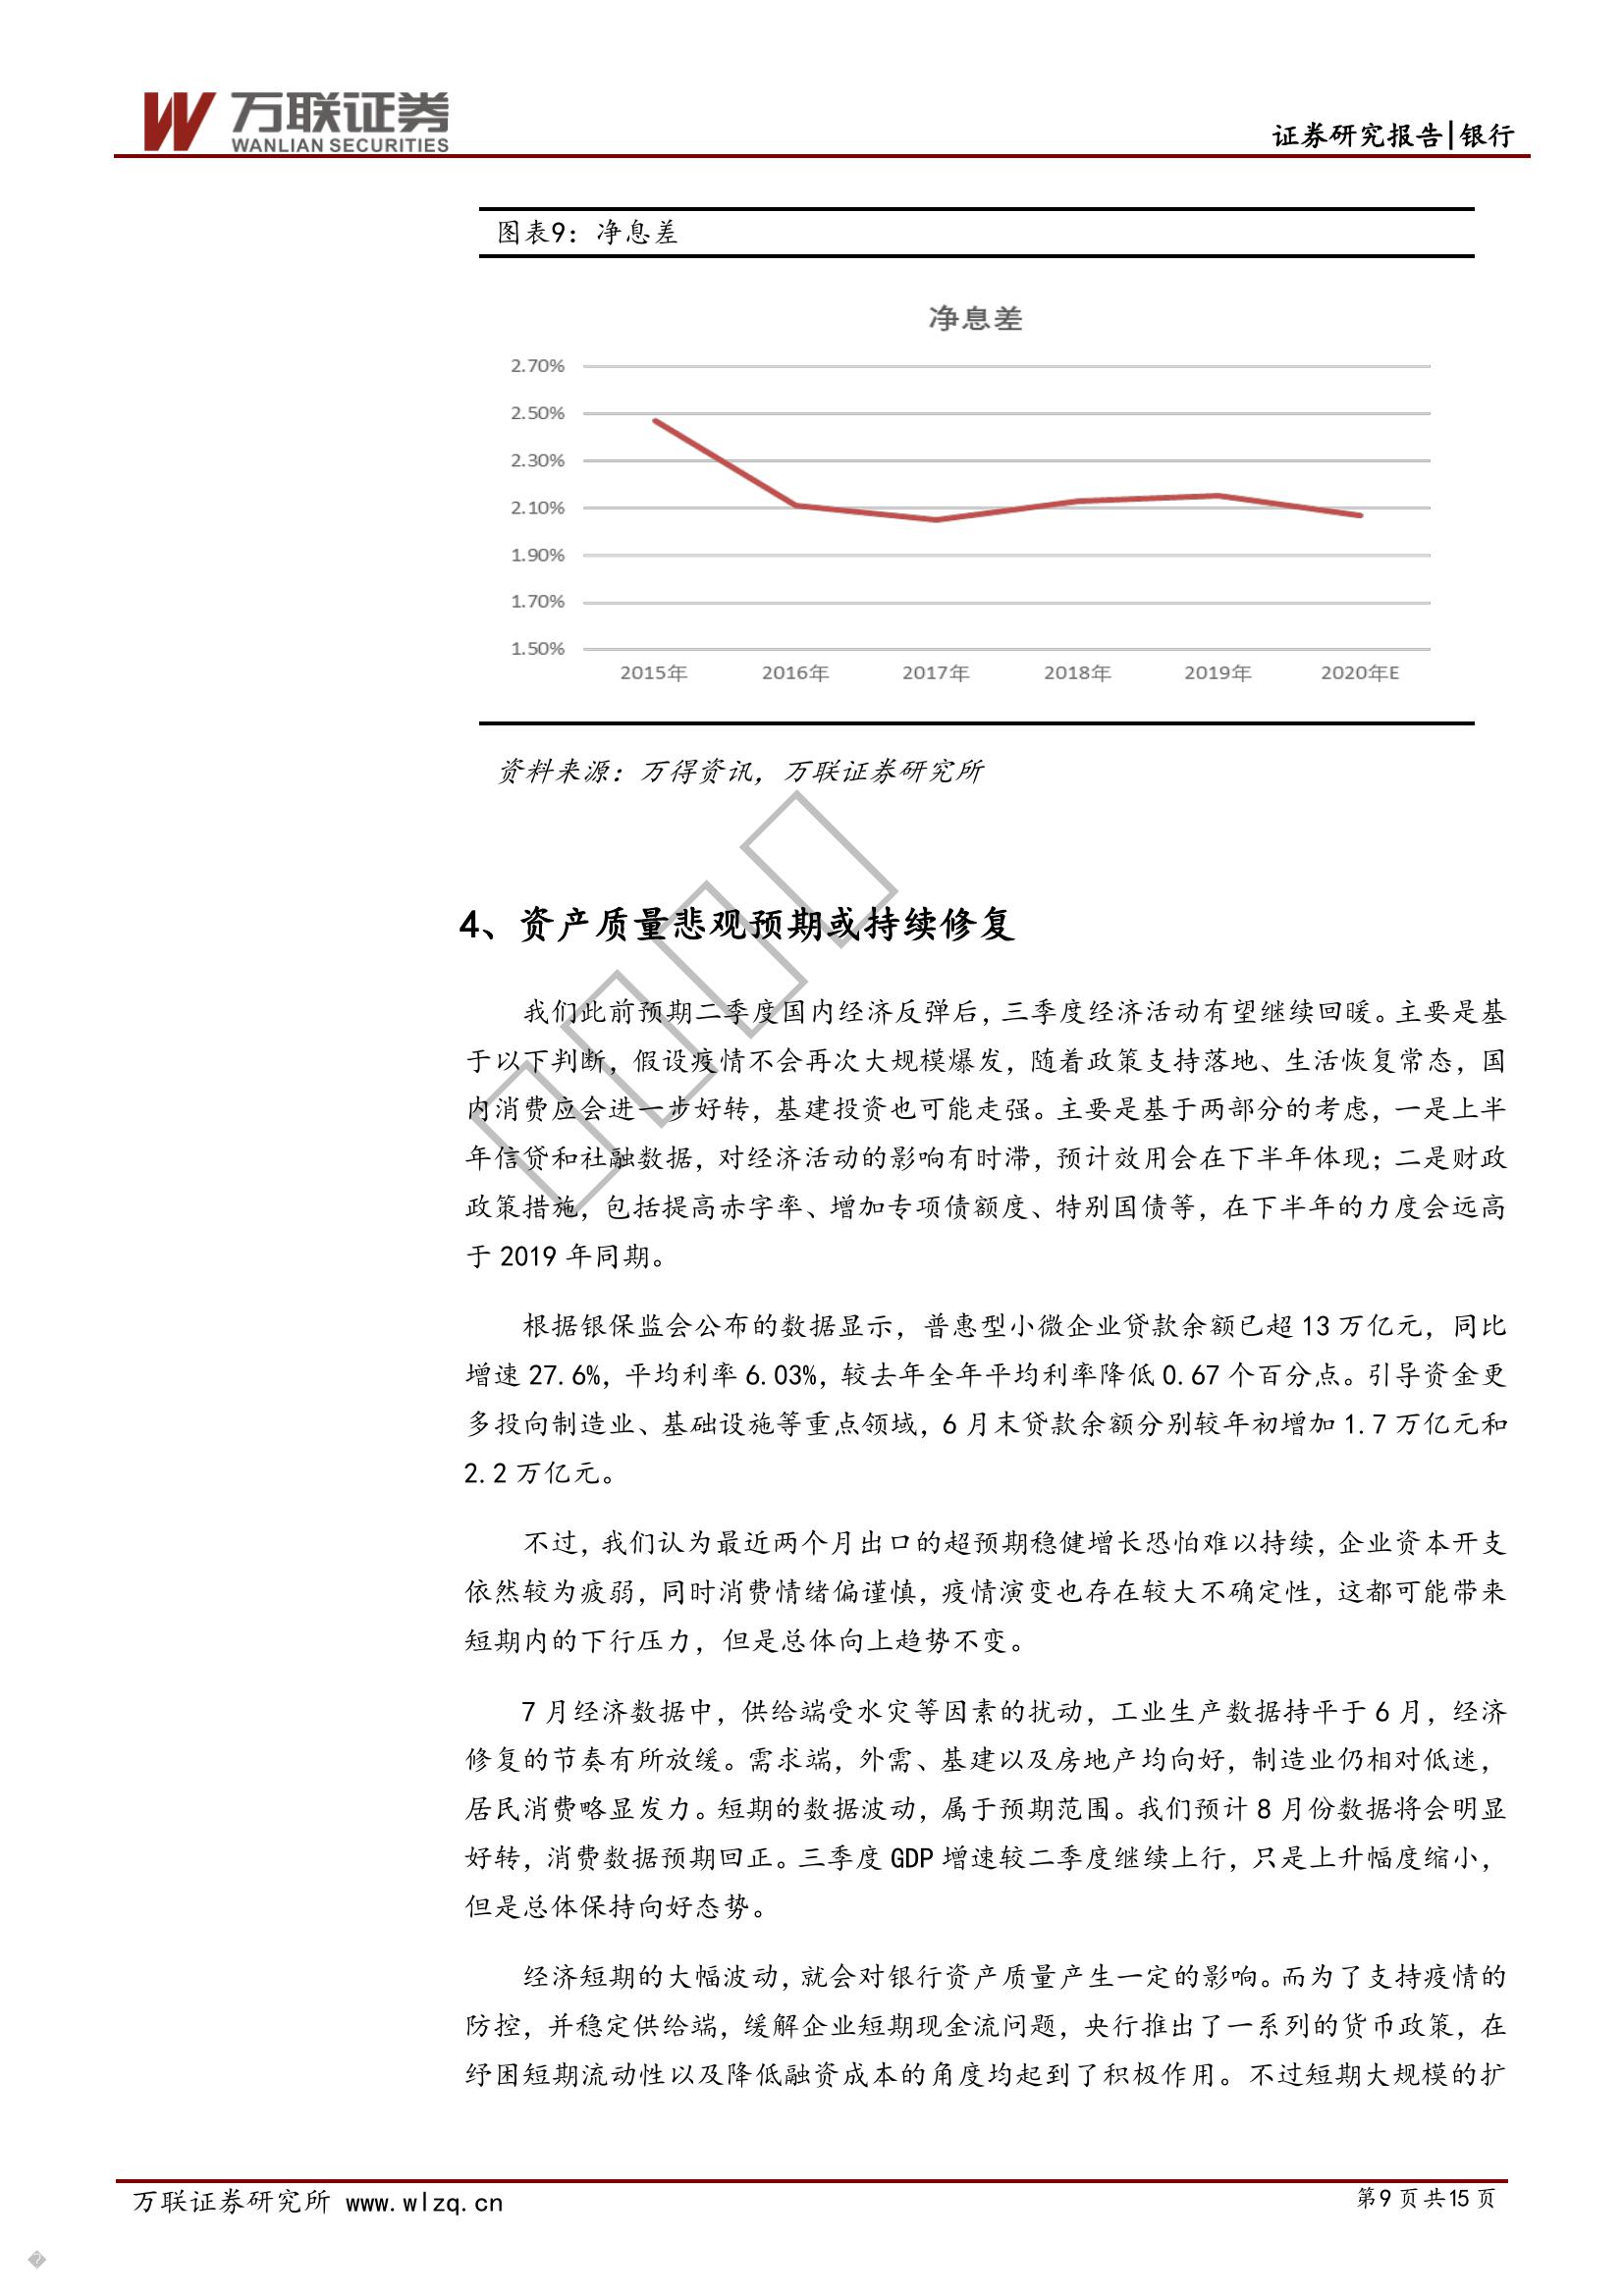 万联证券
WANLIAN SECURITIES
证券研究报告|银行
图表9：净息差
净息差
2.70%
2.50%
2.30%
2.10%
1.90%
1.70%
1.50%
2015年 2016年 2017年 2018年 2019年 2020年E
资料来源：万得资讯，万联证券研究所
4、资产质量悲观预期或持续修复
我们此前预期二季度国内经济反弹后，三季度经济活动有望继续回暖。主要是基
于以下判断，假设疫情不会再次大规模爆发，随着政策支持落地、生活恢复常态，国
内消费应会进一步好转，基建投资也可能走强。主要是基于两部分的考虑，一是上半
年信贷和社融数据，对经济活动的影响有时滞，预计效用会在下半年体现；二是财政
政策措施，包括提高赤字率、增加专项债额度、特别国债等，在下半年的力度会远高
于 2019 年同期。
根据银保监会公布的数据显示，普惠型小微企业贷款余额已超 13 万亿元，同比
增速 27.6%，平均利率 6.03%，较去年全年平均利率降低 0.67 个百分点。引导资金更
多投向制造业、基础设施等重点领域，6 月末贷款余额分别较年初增加 1.7 万亿元和
2.2 万亿元。
不过，我们认为最近两个月出口的超预期稳健增长恐怕难以持续，企业资本开支
依然较为疲弱，同时消费情绪偏谨慎，疫情演变也存在较大不确定性，这都可能带来
短期内的下行压力，但是总体向上趋势不变。
7 月经济数据中，供给端受水灾等因素的扰动，工业生产数据持平于 6 月，经济
修复的节奏有所放缓。需求端，外需、基建以及房地产均向好，制造业仍相对低迷，
居民消费略显发力。短期的数据波动，属于预期范围。我们预计 8 月份数据将会明显
好转，消费数据预期回正。三季度 GDP 增速较二季度继续上行，只是上升幅度缩小，
但是总体保持向好态势。
经济短期的大幅波动，就会对银行资产质量产生一定的影响。而为了支持疫情的
防控，并稳定供给端，缓解企业短期现金流问题，央行推出了一系列的货币政策，在
纾困短期流动性以及降低融资成本的角度均起到了积极作用。不过短期大规模的扩
万联证券研究所 www.wlzq.cn
第9页共15页